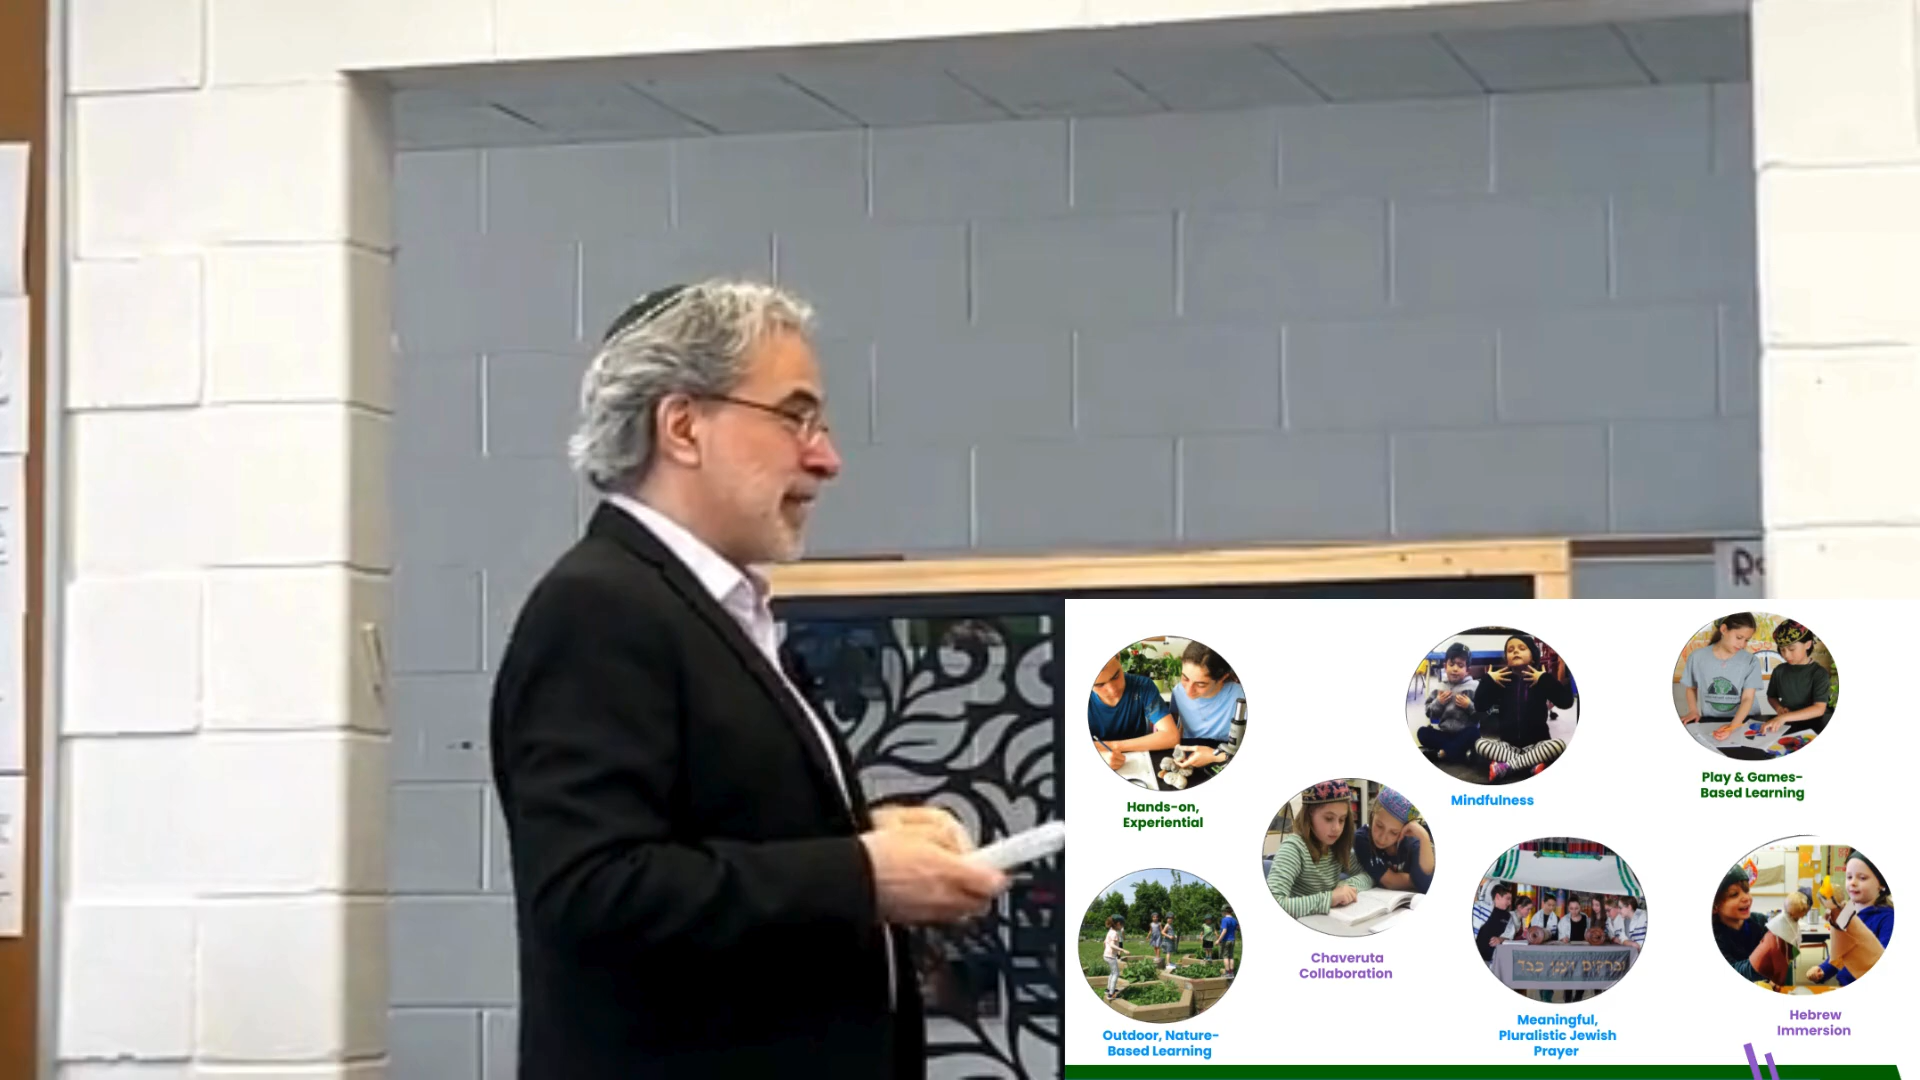 Hands-on,
Experiential
Mindfulness
Play & Games-
Based Learning
Chaveruta
Collaboration
Outdoor, Nature-
Based Learning
Meaningful,
Pluralistic Jewish
Prayer
Hebrew
Immersion